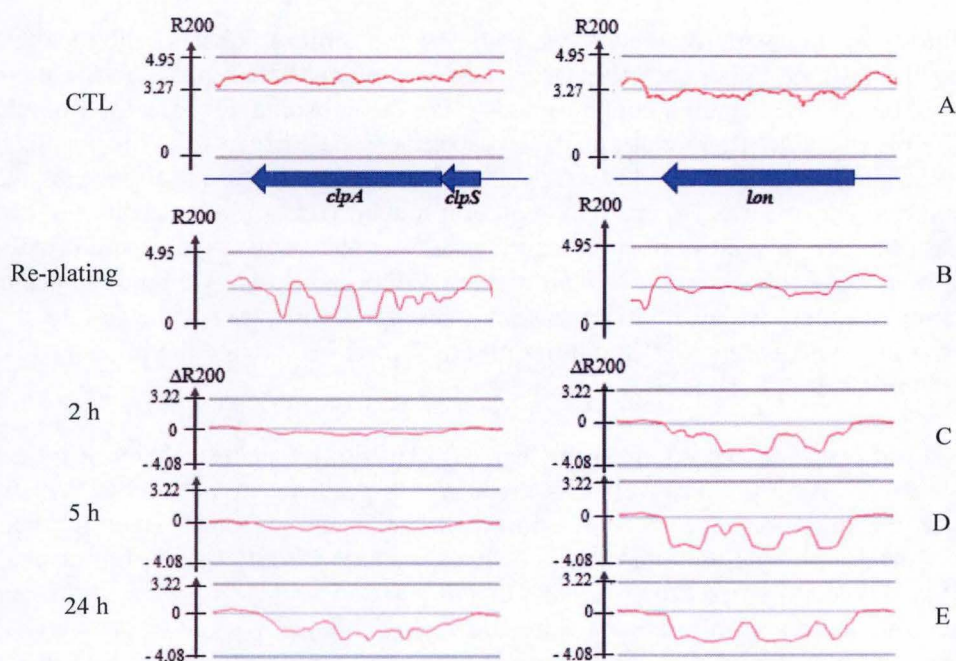 R200 R200
4.95 4.95
CTL 3.27 3.27 A
0 0
clpA clpS lon
R200 R200
4.95 4.95
Re-plating B
0 0
ΔR200 ΔR200
2 h 3.22 3.22
0 0 C
-4.08 -4.08
5 h 3.22 3.22
0 0 D
-4.08 -4.08
24 h 3.22 3.22
0 0 E
-4.08 -4.08